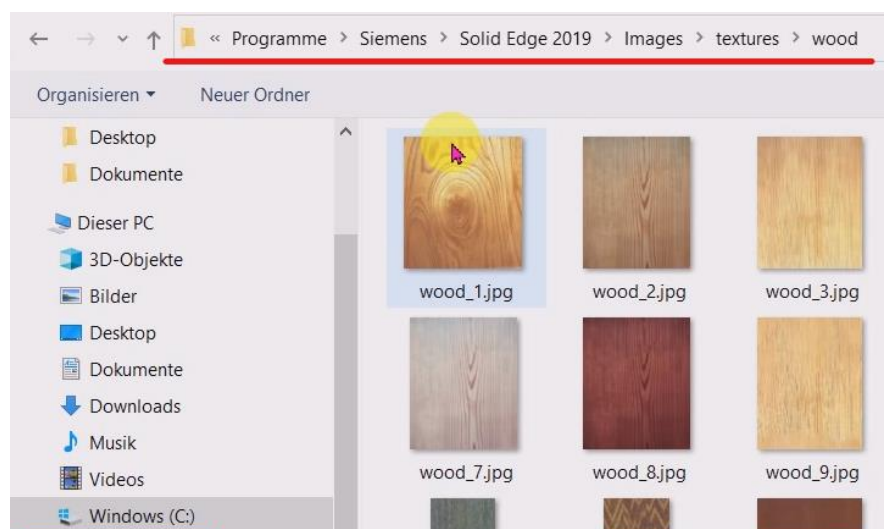 « Programme > Siemens > Solid Edge 2019 > Images > textures > wood
Organisieren Neuer Ordner
Desktop
Dokumente
Dieser PC
3D-Objekte
Bilder
Desktop
Dokumente
Downloads
Musik
Videos
Windows (C:)
wood_1.jpg wood_2.jpg wood_3.jpg
wood_7.jpg wood_8.jpg wood_9.jpg